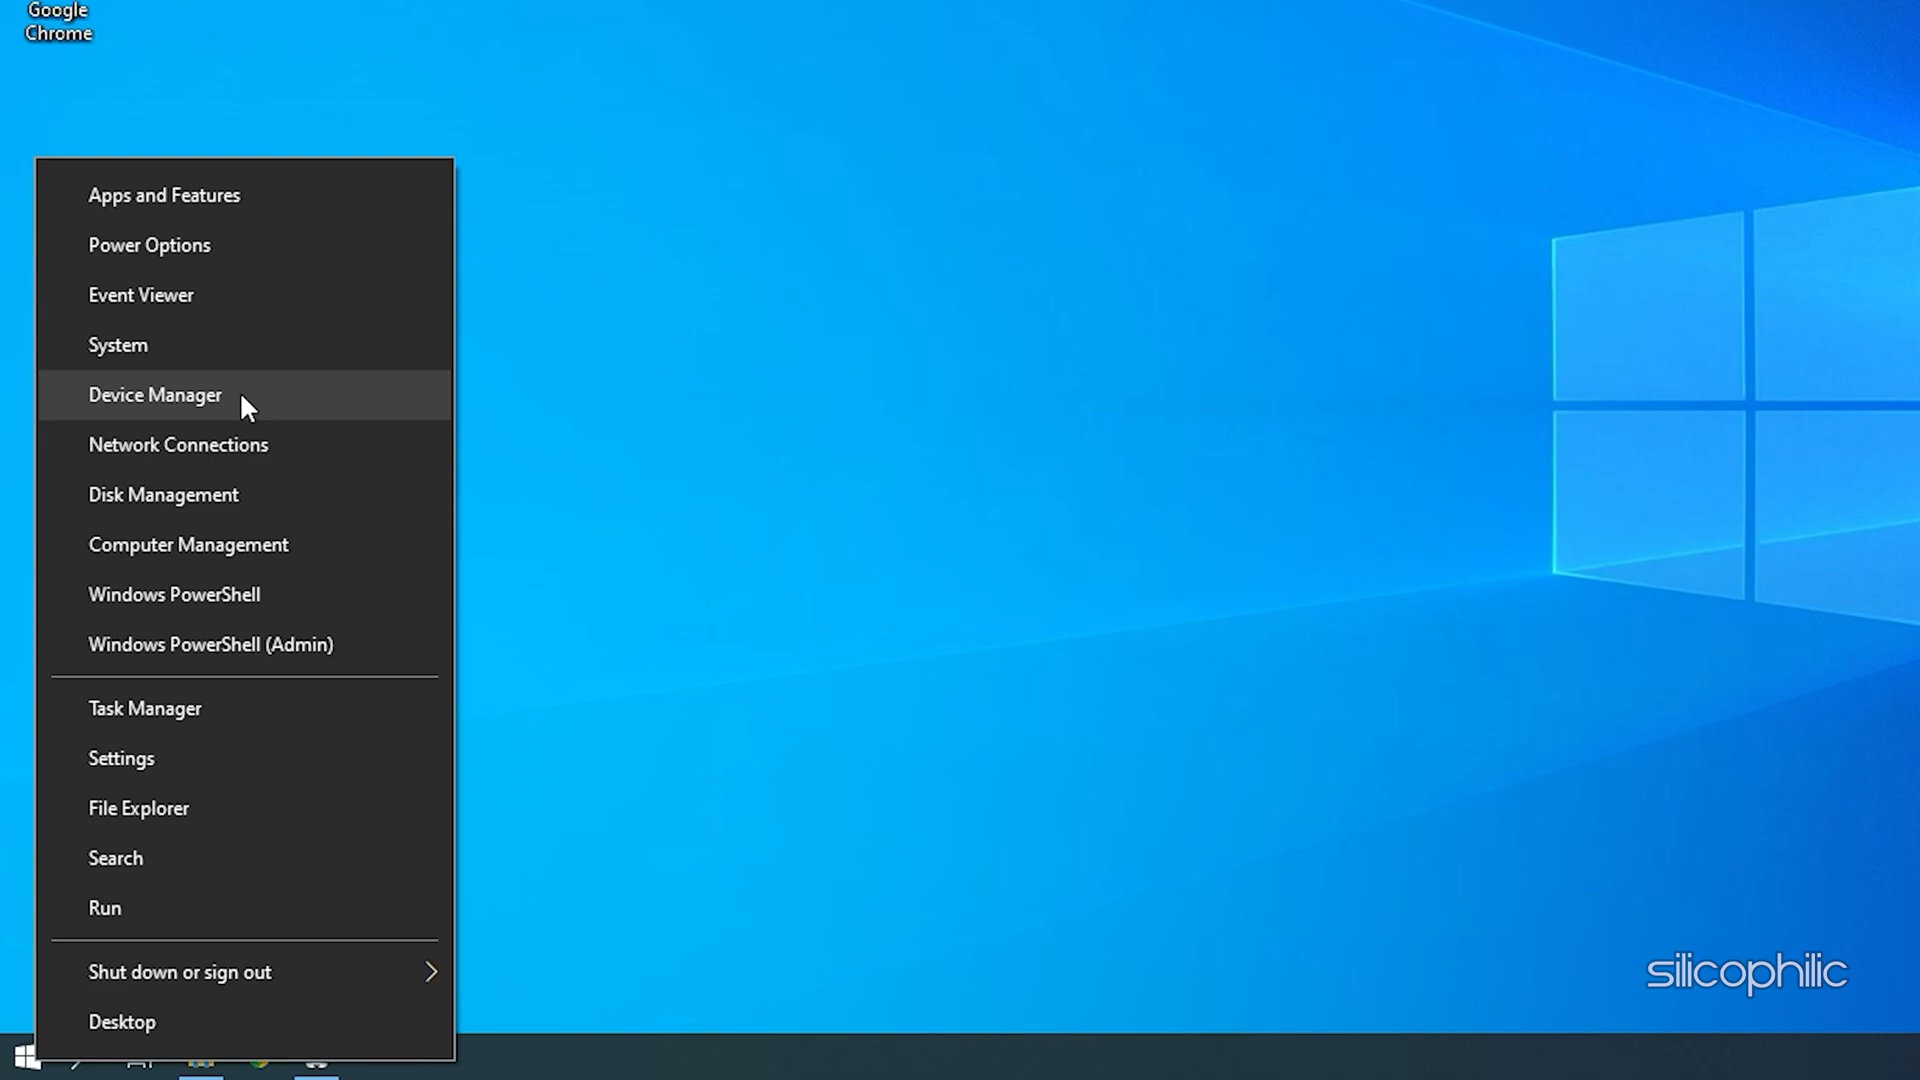 Google
Chrome
Apps and Features
Power Options
Event Viewer
System
Device Manager
Network Connections
Disk Management
Computer Management
Windows PowerShell
Windows PowerShell (Admin)
Task Manager
Settings
File Explorer
Search
Run
Shut down or sign out
Desktop
silicophilic